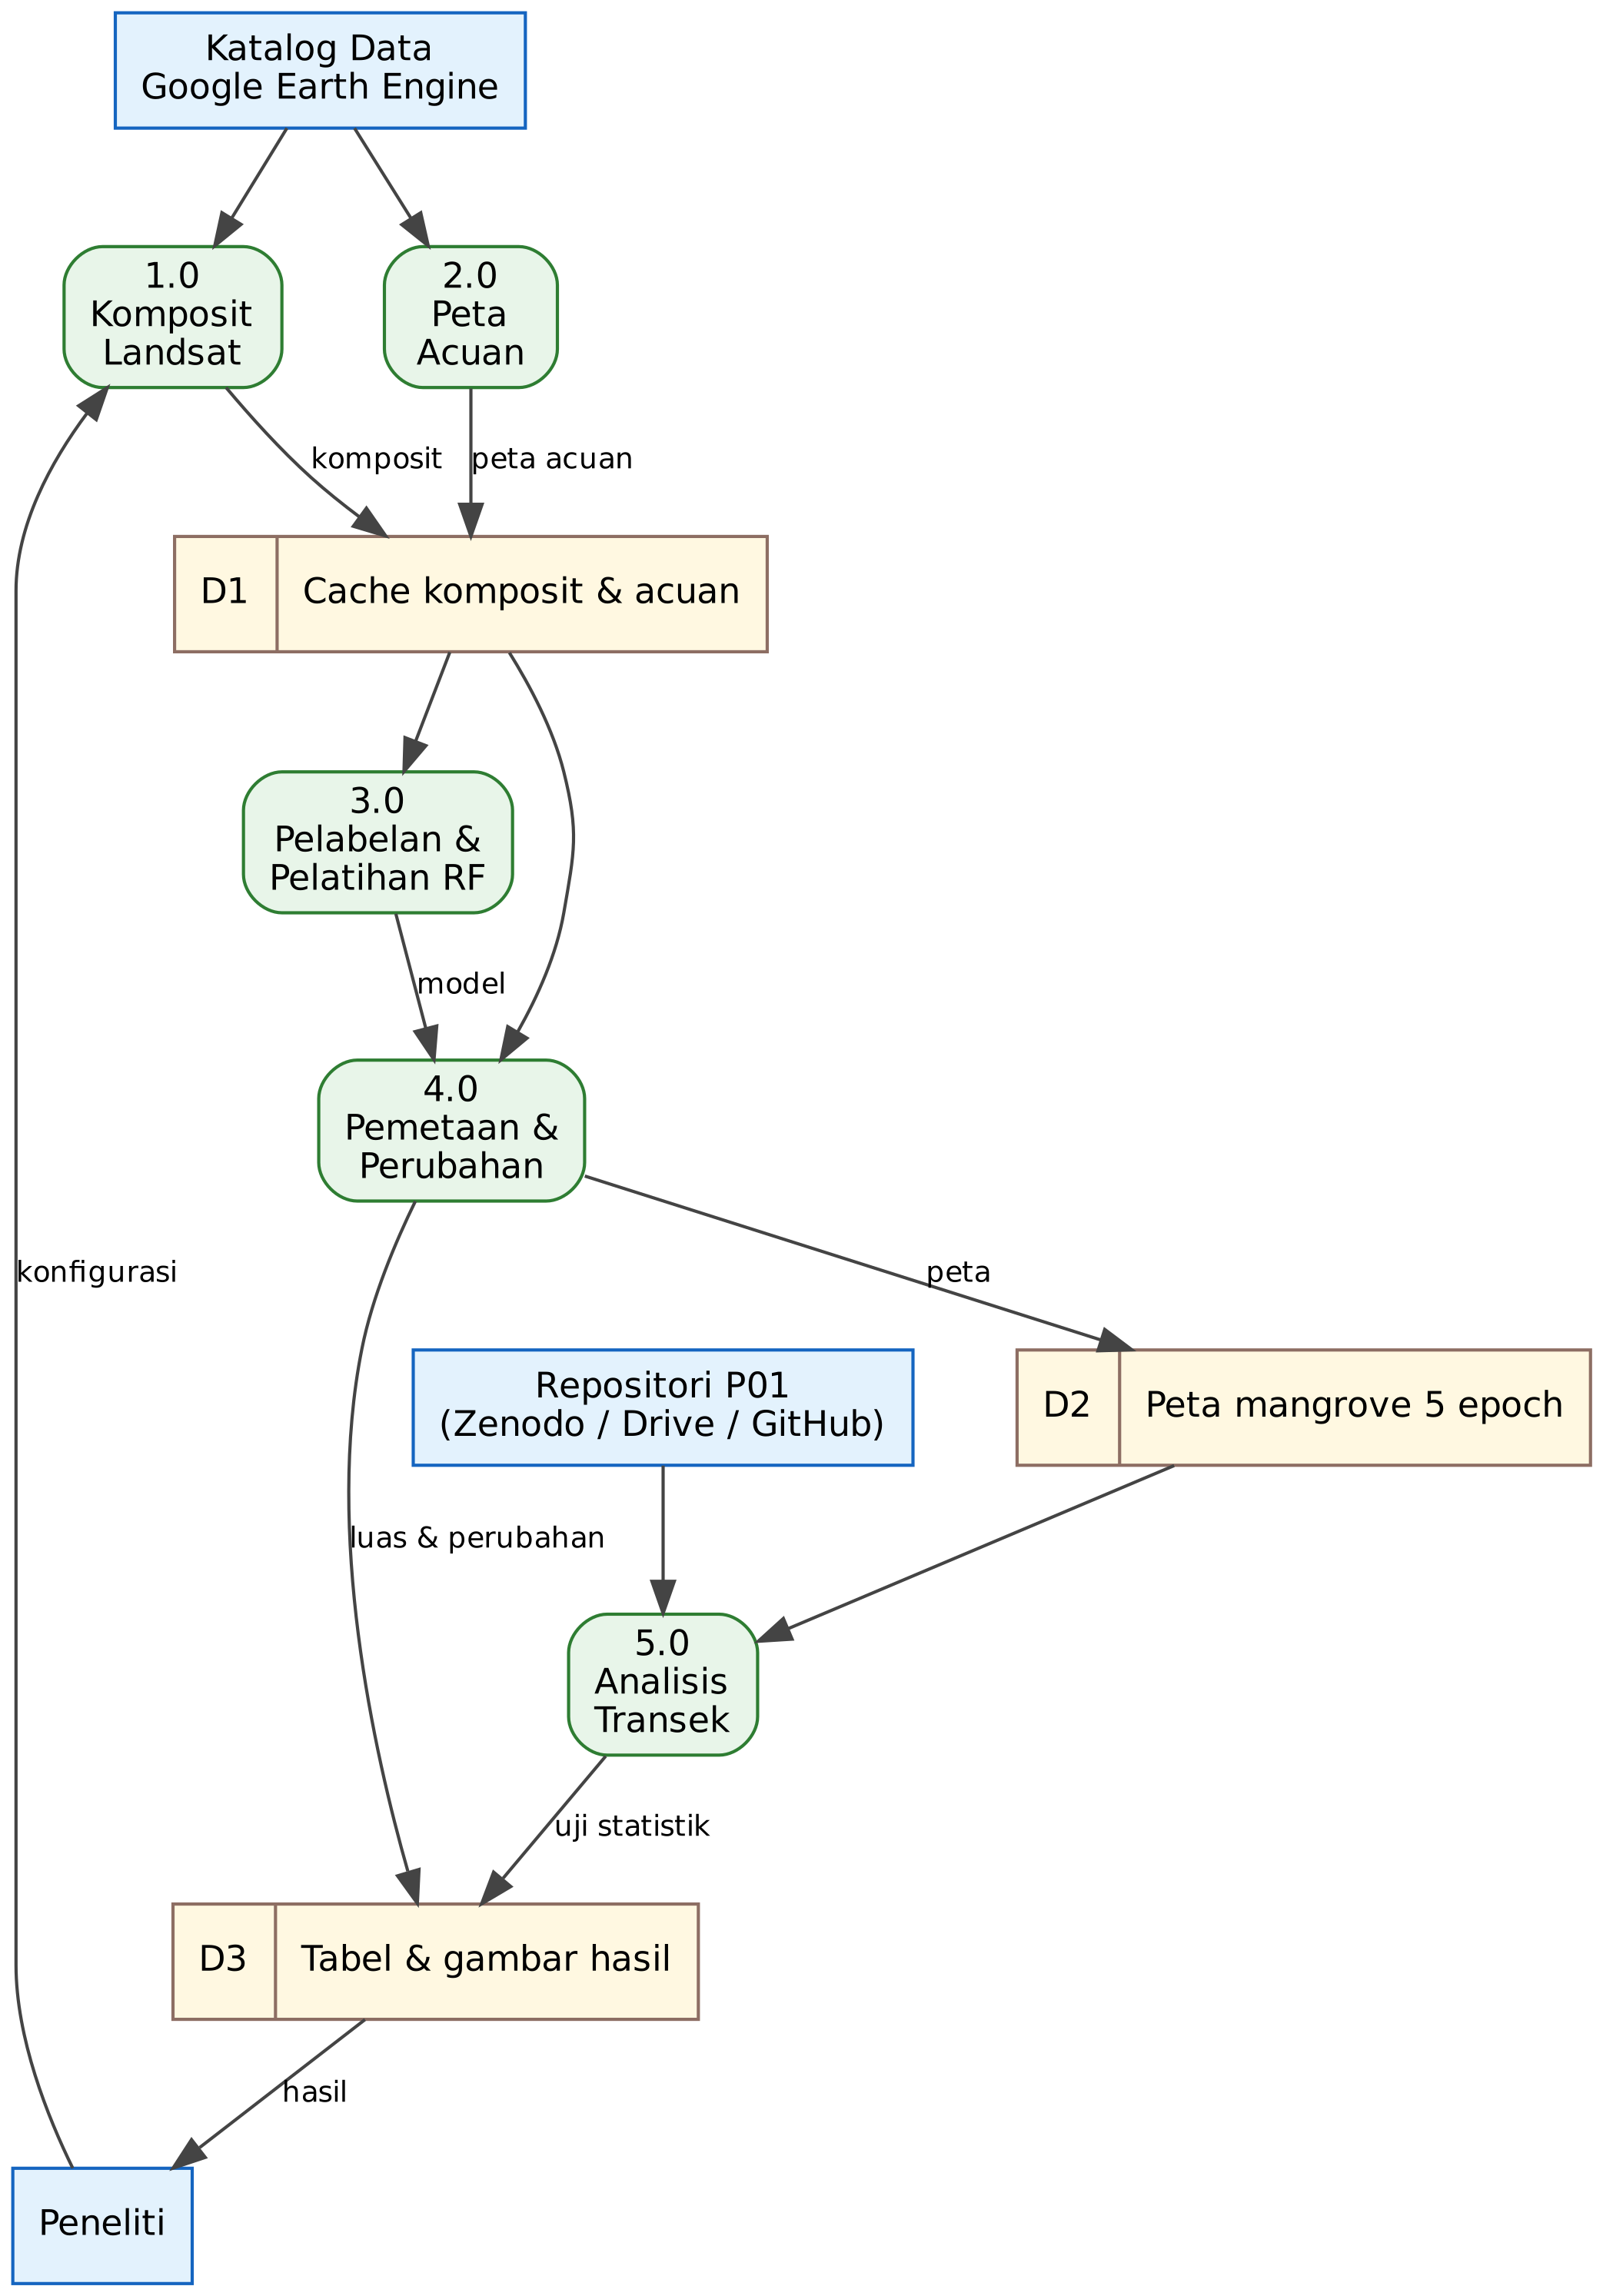 Katalog Data
Google Earth Engine
1.0
Komposit
Landsat
2.0
Peta
Acuan
komposit
peta acuan
D1
Cache komposit & acuan
3.0
Pelabelan &
Pelatihan RF
model
4.0
Pemetaan &
Perubahan
konfigurasi
peta
Repositori P01
(Zenodo / Drive / GitHub)
D2
Peta mangrove 5 epoch
luas & perubahan
5.0
Analisis
Transek
uji statistik
D3
Tabel & gambar hasil
hasil
Peneliti